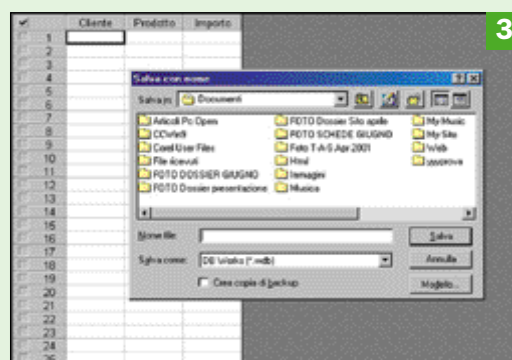 3
Cliente Prodotto Importo
1
2
3
4
5
6
7
8
9
10
11
12
13
14
15
16
17
18
19
20
21
22
23
24
25
Salva con nome
Salva in: Documenti
Articoli Pc Open
CCWin9
Corel User Files
File ricevuti
FOTO DOSSIER GIUGNO
FOTO Dossier presentazione
FOTO Dossier Sito aprile
FOTO SCHEDE GIUGNO
Foto T-A-S Apr 2001
Html
Immagini
Musica
My Music
My Site
Web
Nome file:
Salva
Salva come: DB Works (*.wdb)
Annulla
Crea copia di backup
Modello...